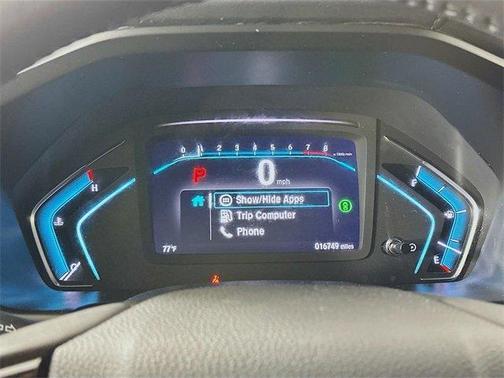 0 1 2 3 4 5 6 7 8
P
0 mph
H
F
Show/Hide Apps
Trip Computer
Phone
77°F
016749 miles
C
E